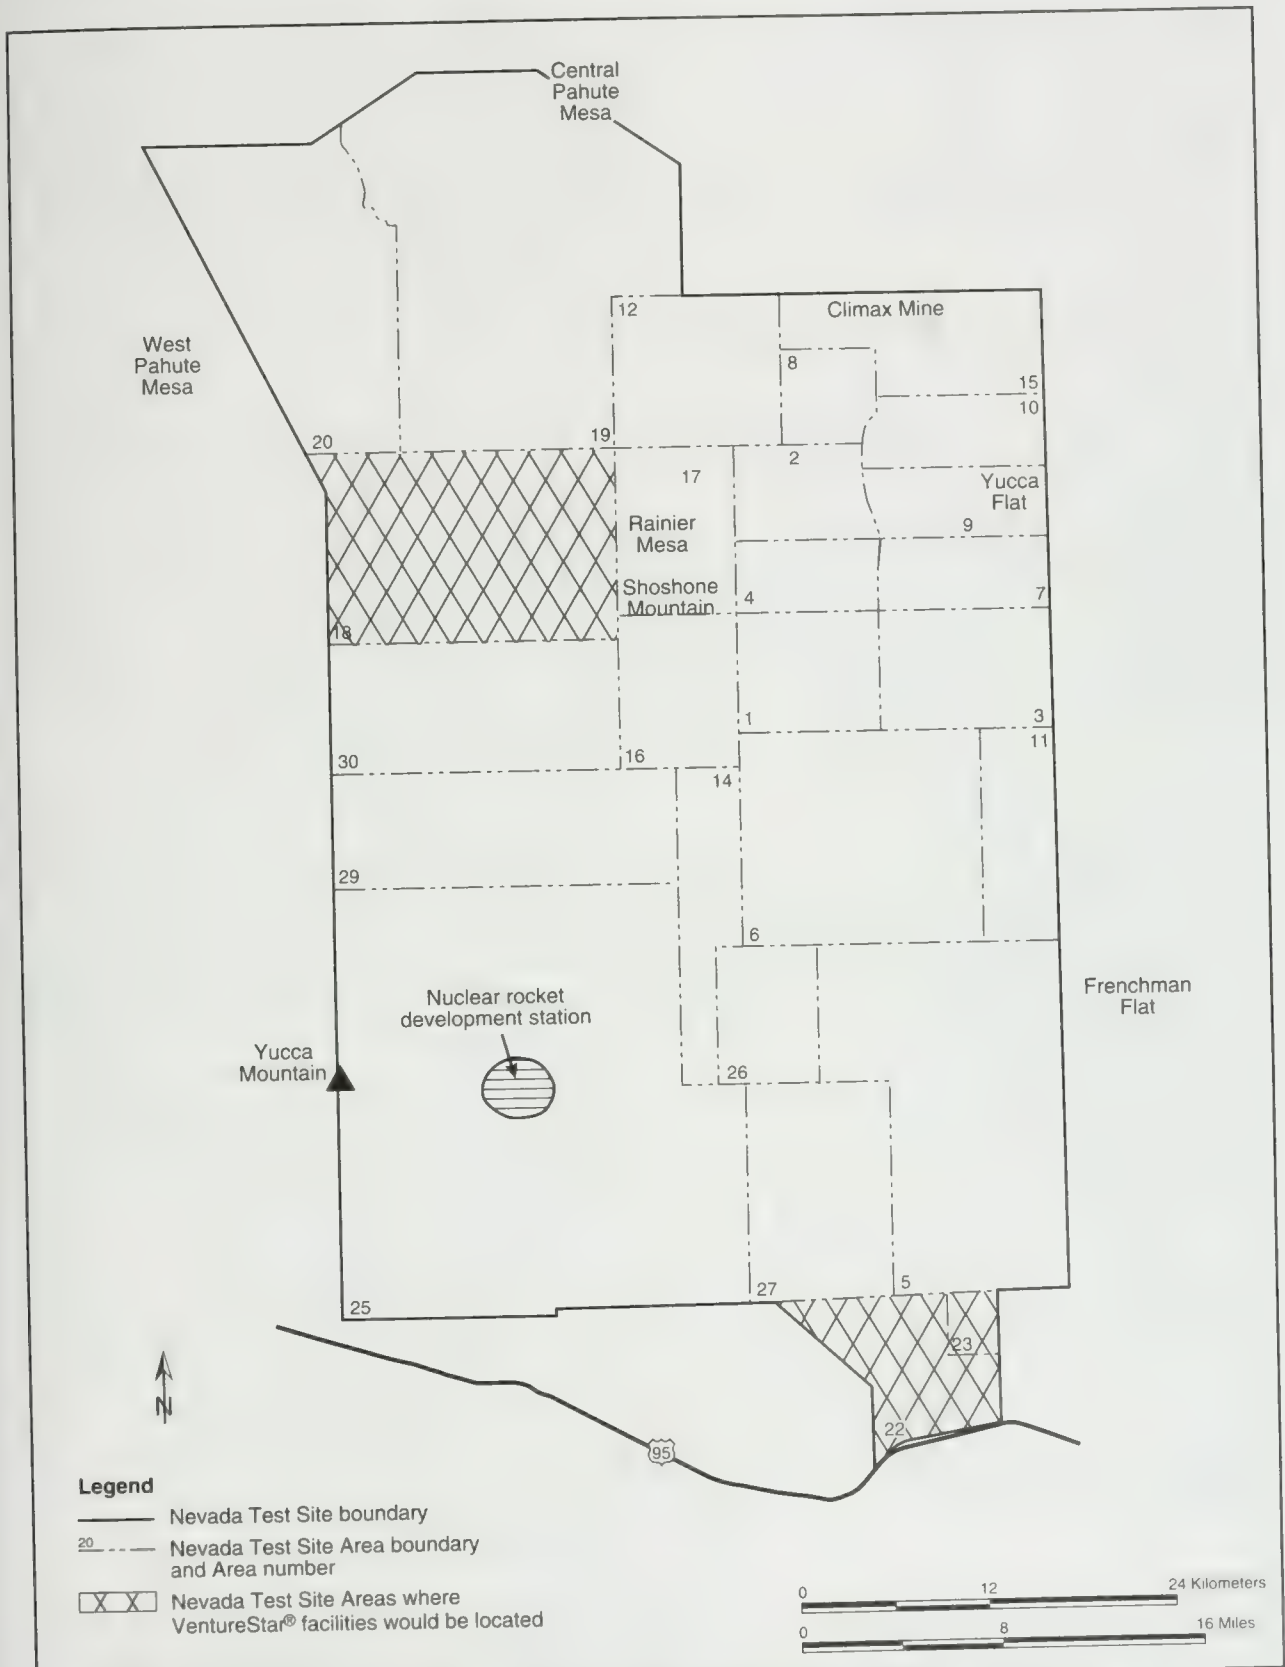 Central
Pahute
Mesa
12
Climax Mine
West
Pahute
Mesa
8
15
10
20
19
2
17
Yucca
Flat
Rainier
Mesa
9
Shoshone
Mountain
4
7
18
1
3
11
30
16
14
29
6
Nuclear rocket
development station
Frenchman
Flat
Yucca
Mountain
26
27
5
25
23
N
22
95
Legend
Nevada Test Site boundary
20
Nevada Test Site Area boundary
and Area number
Nevada Test Site Areas where
VentureStar® facilities would be located
0 12 24 Kilometers
0 8 16 Miles